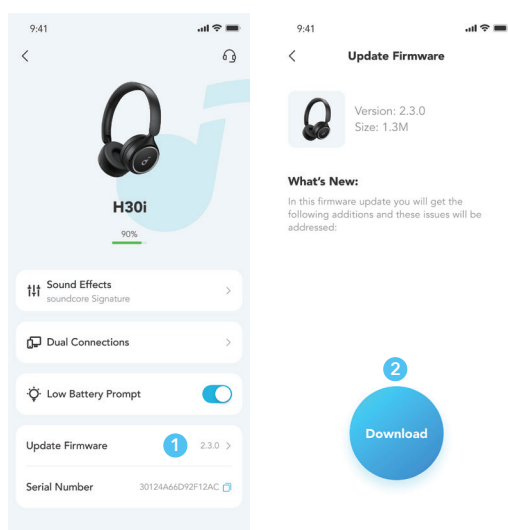 9:41
H30i
90%
Sound Effects
soundcore Signature
Dual Connections
Low Battery Prompt
Update Firmware 1 2.3.0
Serial Number 30124A66D92F12AC
9:41
Update Firmware
Version: 2.3.0
Size: 1.3M
What's New:
In this firmware update you will get the
following additions and these issues will be
addressed:
2
Download